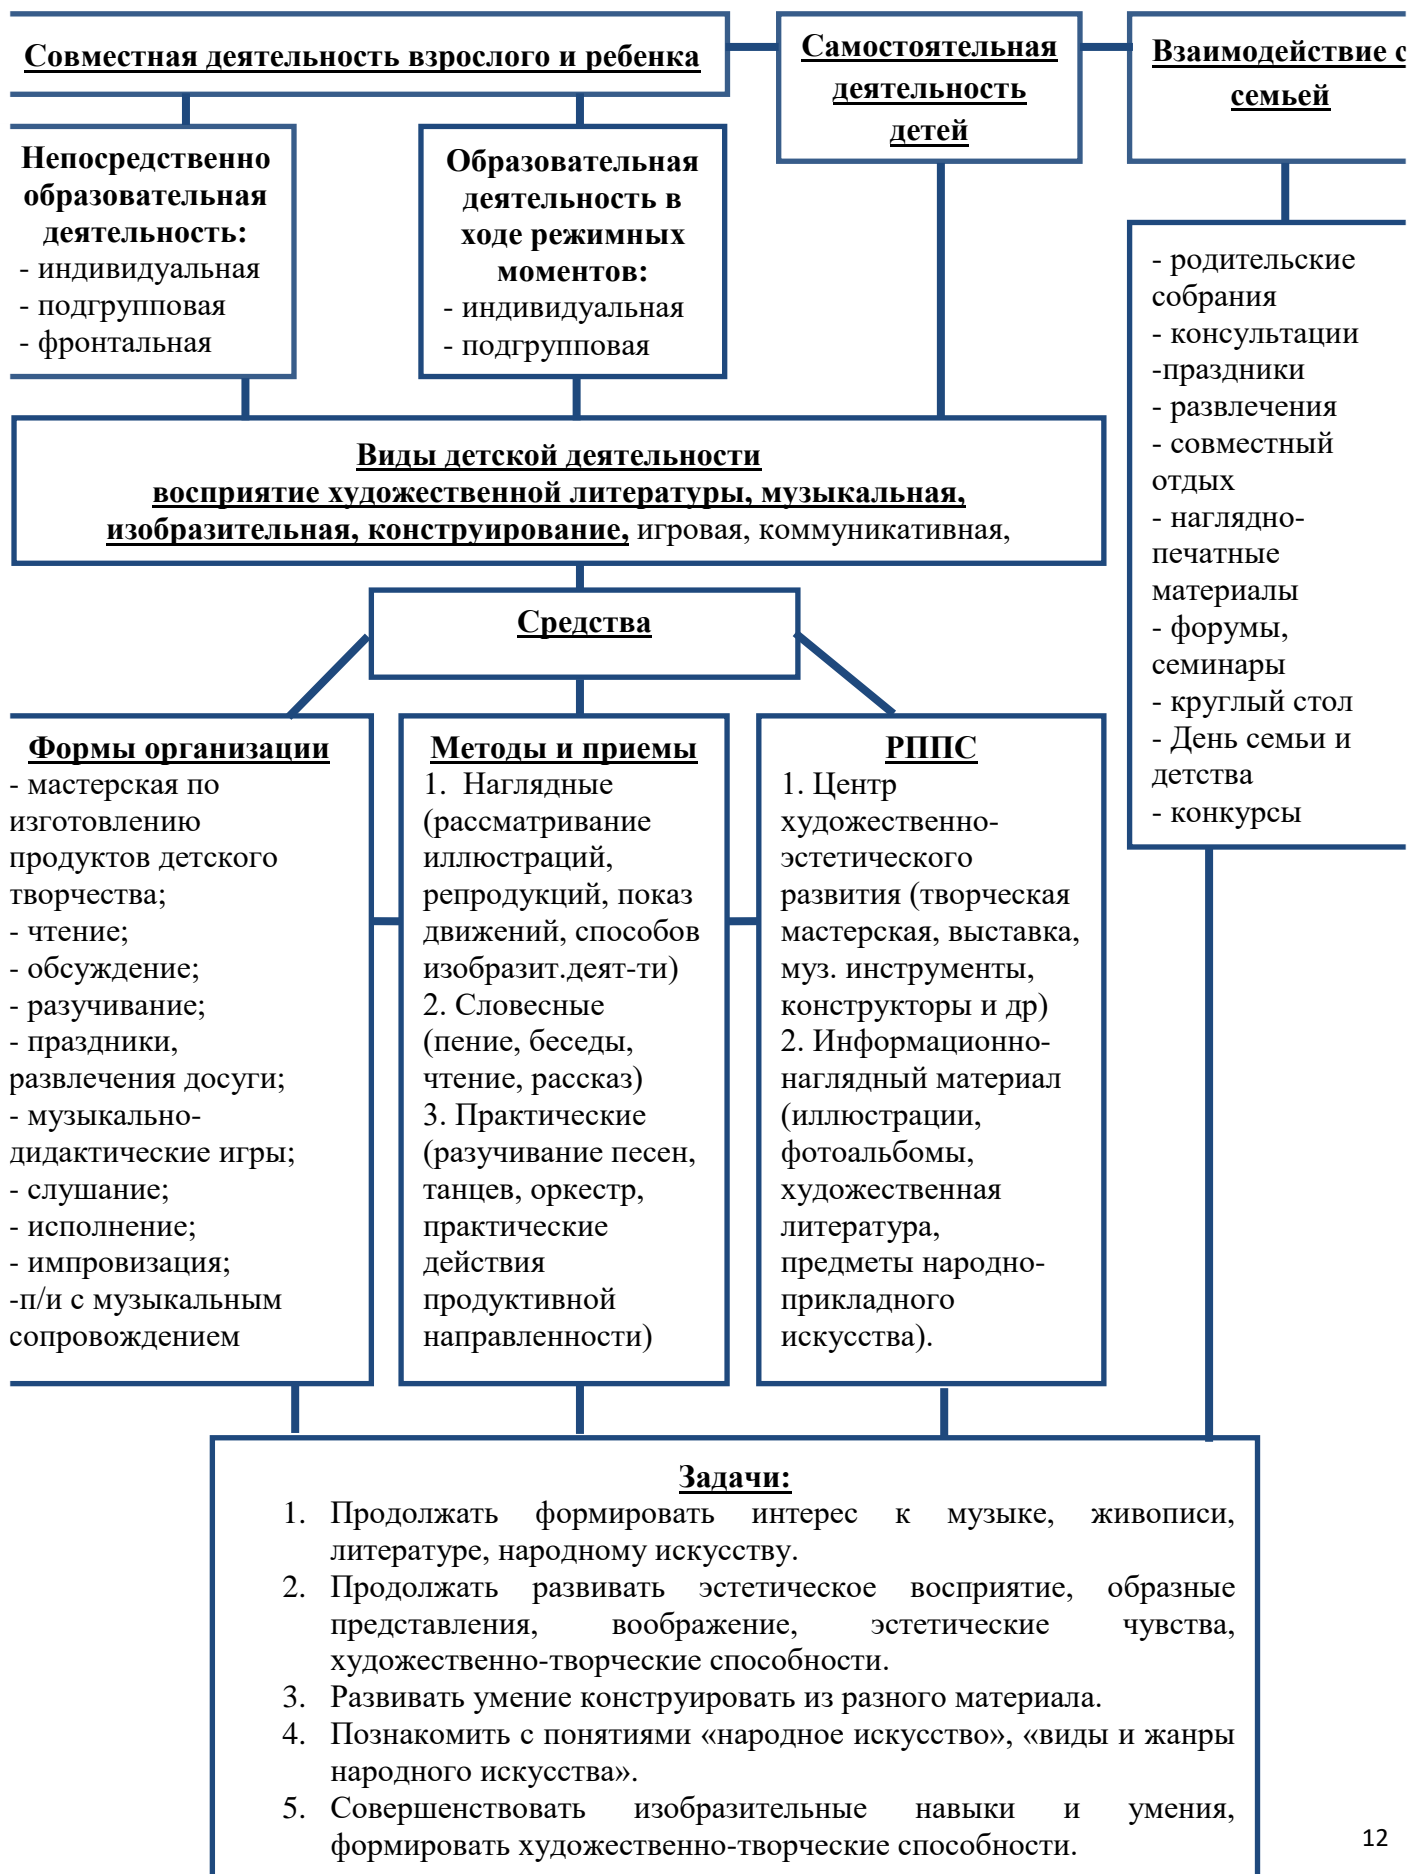 Совместная деятельность взрослого и ребенка
Самостоятельная
деятельность
детей
Взаимодействие с
семьей
Непосредственно
образовательная
деятельность:
- индивидуальная
- подгрупповая
- фронтальная
Образовательная
деятельность в
ходе режимных
моментов:
- индивидуальная
- подгрупповая
- родительские
собрания
- консультации
-праздники
- развлечения
- совместный
отдых
- наглядно-
печатные
материалы
- форумы,
семинары
- круглый стол
- День семьи и
детства
- конкурсы
Виды детской деятельности
восприятие художественной литературы, музыкальная,
изобразительная, конструирование, игровая, коммуникативная,
Средства
Формы организации
- мастерская по
изготовлению
продуктов детского
творчества;
- чтение;
- обсуждение;
- разучивание;
- праздники,
развлечения досуги;
- музыкально-
дидактические игры;
- слушание;
- исполнение;
- импровизация;
-п/и с музыкальным
сопровождением
Методы и приемы
1. Наглядные
(рассматривание
иллюстраций,
репродукций, показ
движений, способов
изобразит.деят-ти)
2. Словесные
(пение, беседы,
чтение, рассказ)
3. Практические
(разучивание песен,
танцев, оркестр,
практические
действия
продуктивной
направленности)
РППС
1. Центр
художественно-
эстетического
развития (творческая
мастерская, выставка,
муз. инструменты,
конструкторы и др)
2. Информационно-
наглядный материал
(иллюстрации,
фотоальбомы,
художественная
литература,
предметы народно-
прикладного
искусства).
Задачи:
1. Продолжать формировать интерес к музыке, живописи,
литературе, народному искусству.
2. Продолжать развивать эстетическое восприятие, образные
представления, воображение, эстетические чувства,
художественно-творческие способности.
3. Развивать умение конструировать из разного материала.
4. Познакомить с понятиями «народное искусство», «виды и жанры
народного искусства».
5. Совершенствовать изобразительные навыки и умения,
формировать художественно-творческие способности.
12